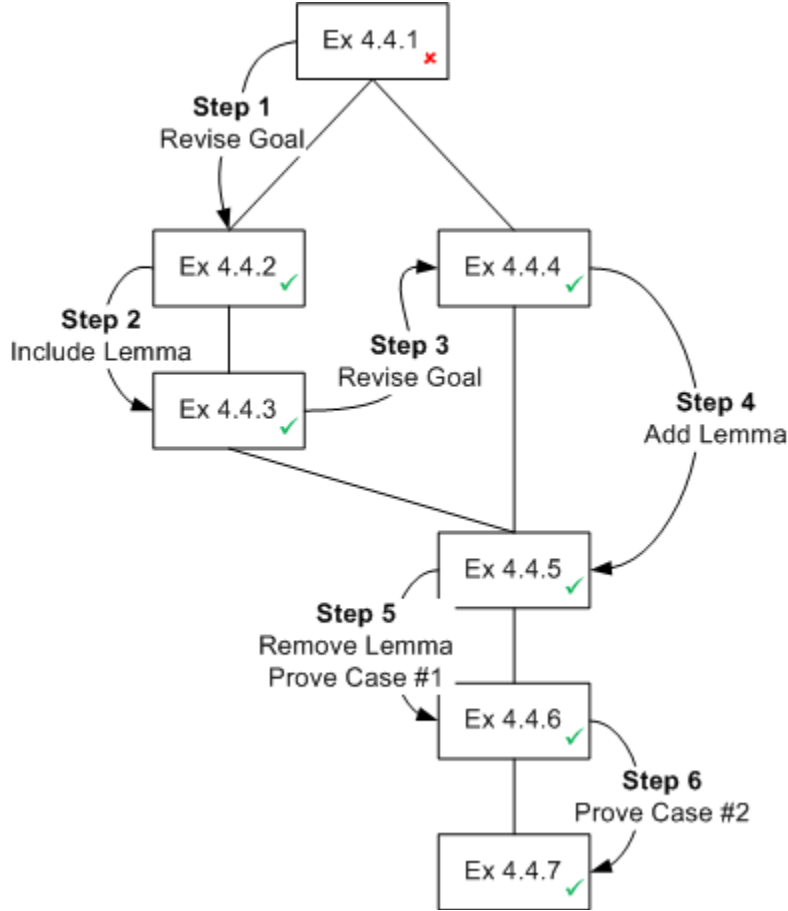 Ex 4.4.1
Step 1
Revise Goal
Ex 4.4.2
Ex 4.4.4
Step 2
Include Lemma
Step 3
Revise Goal
Ex 4.4.3
Step 4
Add Lemma
Ex 4.4.5
Step 5
Remove Lemma
Prove Case #1
Ex 4.4.6
Step 6
Prove Case #2
Ex 4.4.7